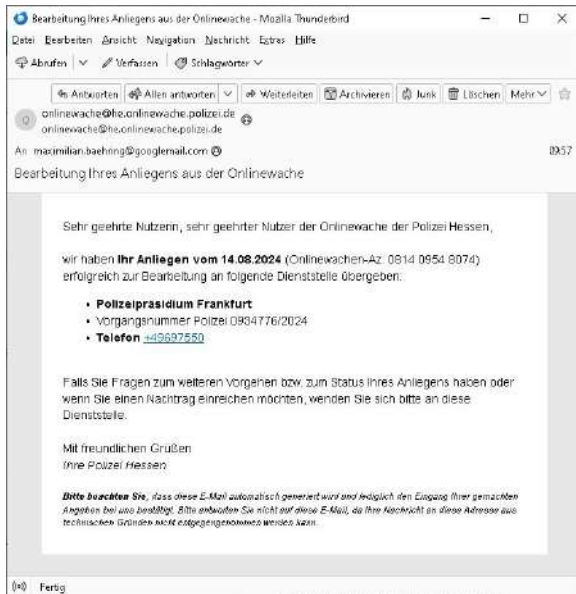 Bearbeitung Ihres Anliegens aus der Onlinewache - Mozilla Thunderbird
Datei Bearbeiten Ansicht Navigation Nachricht Extras Hilfe
Abrufen Verfassen Schlagwörter
Antworten Allen antworten Weiterleiten Archivieren Junk Löschen Mehr
O
onlinewache@he.onlinewache.polizei.de
onlinewache@he.onlinewache.polizei.de
An maximilian.baehring@googlemail.com 09:57
Bearbeitung Ihres Anliegens aus der Onlinewache
Sehr geehrte Nutzerin, sehr geehrter Nutzer der Onlinewache der Polizei Hessen,
wir haben Ihr Anliegen vom 14.08.2024 (Onlinewachen-Az. 0814 0954 8074)
erfolgreich zur Bearbeitung an folgende Dienststelle übergeben:
• Polizeipräsidium Frankfurt
• Vorgangsnummer Polizei 0934776/2024
• Telefon +49697550
Falls Sie Fragen zum weiteren Vorgehen bzw. zum Status Ihres Anliegens haben oder
wenn Sie einen Nachtrag einreichen möchten, wenden Sie sich bitte an diese
Dienststelle.
Mit freundlichen Grüßen
Ihre Polizei Hessen
Bitte beachten Sie, dass diese E-Mail automatisch generiert wird und lediglich den Eingang Ihrer gemachten
Angaben bei uns bestätigt. Bitte antworten Sie nicht auf diese E-Mail, da Ihre Nachricht an diese Adresse aus
technischen Gründen nicht entgegengenommen werden kann.
Fertig